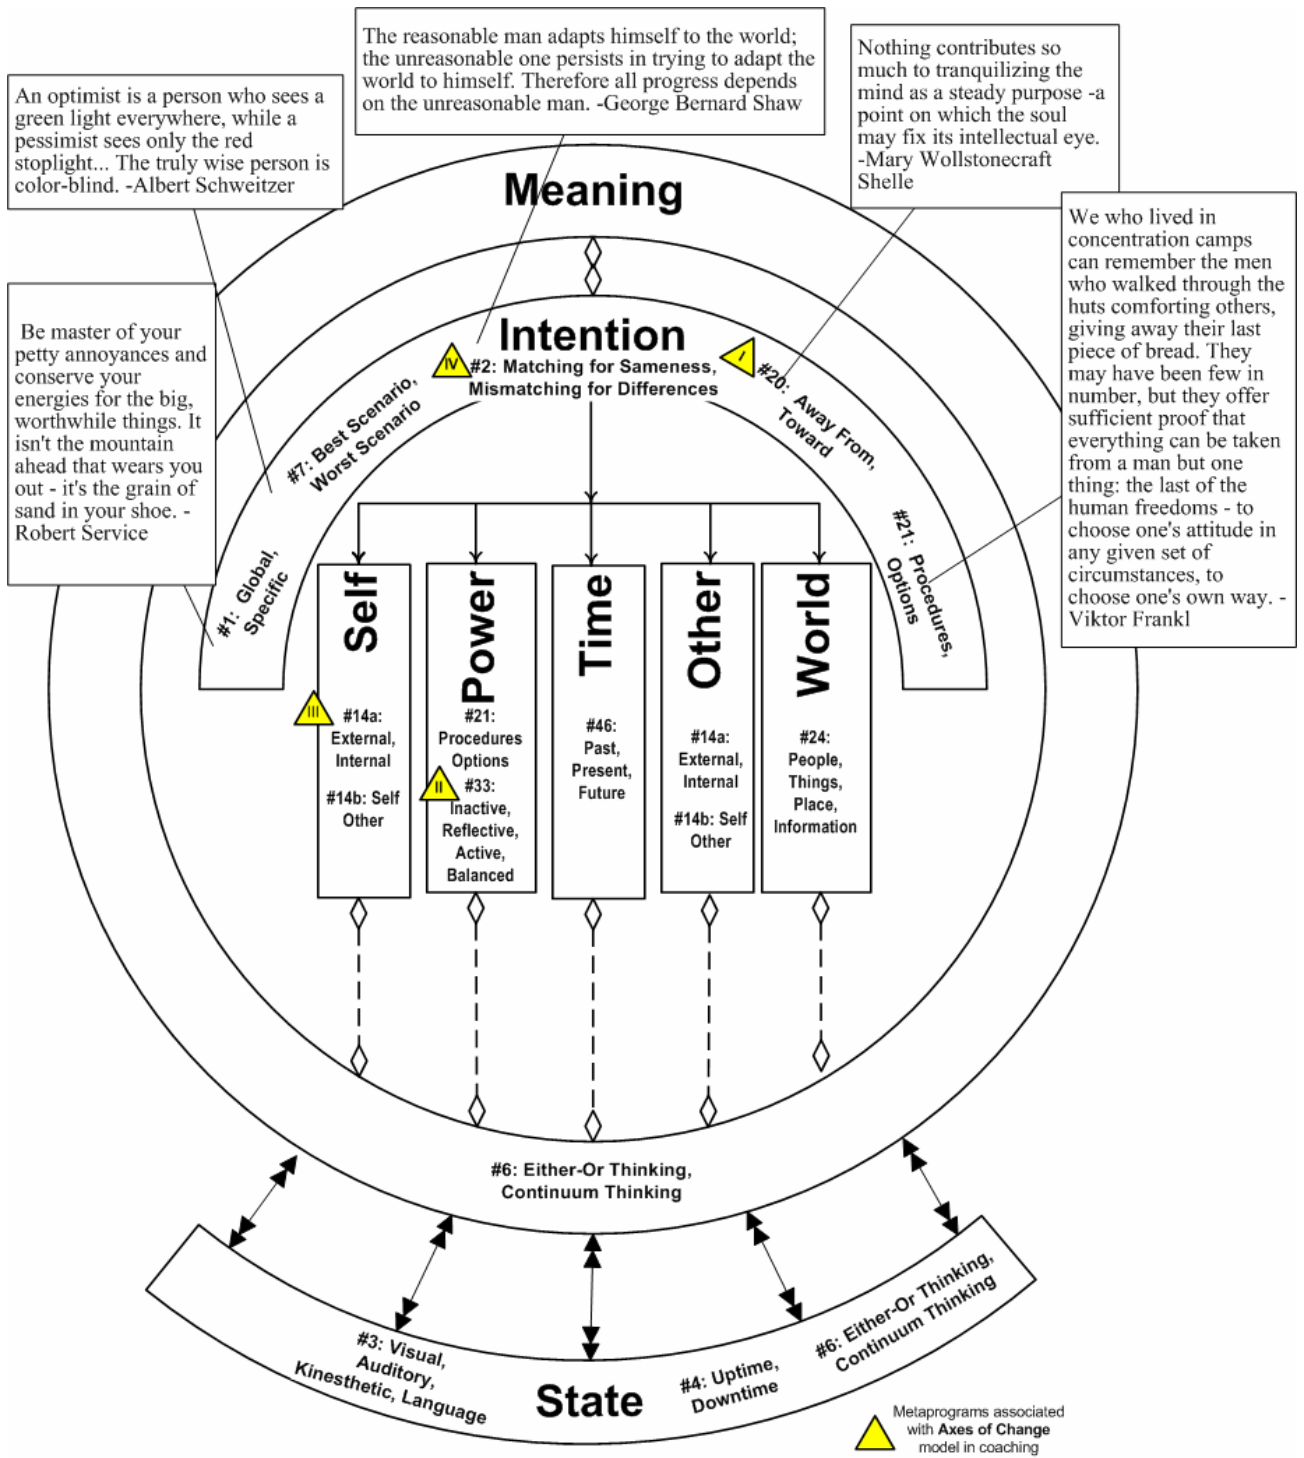 The reasonable man adapts himself to the world;
the unreasonable one persists in trying to adapt the
world to himself. Therefore all progress depends
on the unreasonable man. -George Bernard Shaw
Nothing contributes so
much to tranquilizing the
mind as a steady purpose -a
point on which the soul
may fix its intellectual eye.
-Mary Wollstonecraft
Shelle
An optimist is a person who sees a
green light everywhere, while a
pessimist sees only the red
stoplight... The truly wise person is
color-blind. -Albert Schweitzer
We who lived in
concentration camps
can remember the men
who walked through the
huts comforting others,
giving away their last
piece of bread. They
may have been few in
number, but they offer
sufficient proof that
everything can be taken
from a man but one
thing: the last of the
human freedoms - to
choose one's attitude in
any given set of
circumstances, to
choose one's own way. -
Viktor Frankl
Be master of your
petty annoyances and
conserve your
energies for the big,
worthwhile things. It
isn't the mountain
ahead that wears you
out - it's the grain of
sand in your shoe. -
Robert Service
Meaning
Intention
IV
#2: Matching for Sameness,
Mismatching for Differences
I
#20: Away From,
Toward
#7: Best Scenario,
Worst Scenario
#1: Global,
Specific
#21: Procedures,
Options
Self
III
#14a:
External,
Internal
#14b: Self
Other
Power
#21:
Procedures
Options
II
#33:
Inactive,
Reflective,
Active,
Balanced
Time
#46:
Past,
Present,
Future
Other
#14a:
External,
Internal
#14b: Self
Other
World
#24:
People,
Things,
Place,
Information
#6: Either-Or Thinking,
Continuum Thinking
#3: Visual,
Auditory,
Kinesthetic, Language
State
#4: Uptime,
Downtime
#6: Either-Or Thinking,
Continuum Thinking
Metaprograms associated
with Axes of Change
model in coaching